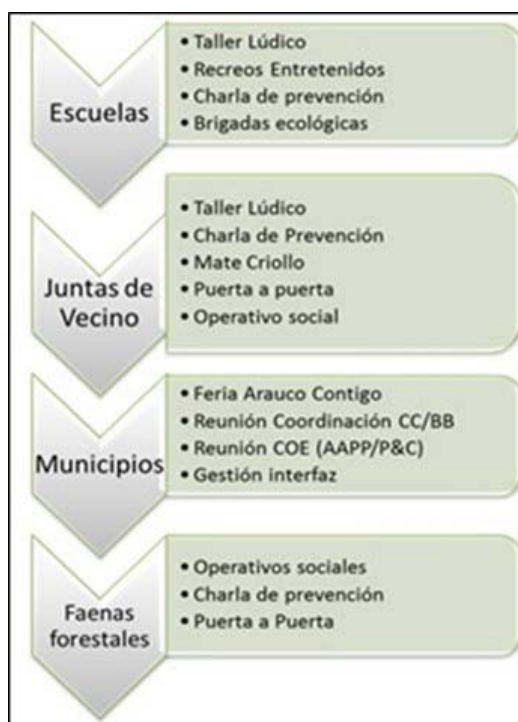 Escuelas
• Taller Lúdico
• Recreos Entretenidos
• Charla de prevención
• Brigadas ecológicas
Juntas de
Vecino
• Taller Lúdico
• Charla de Prevención
• Mate Criollo
• Puerta a puerta
• Operativo social
Municipios
• Feria Arauco Contigo
• Reunión Coordinación CC/BB
• Reunión COE (AAPP/P&C)
• Gestión interfaz
Faenas
forestales
• Operativos sociales
• Charla de prevención
• Puerta a Puerta